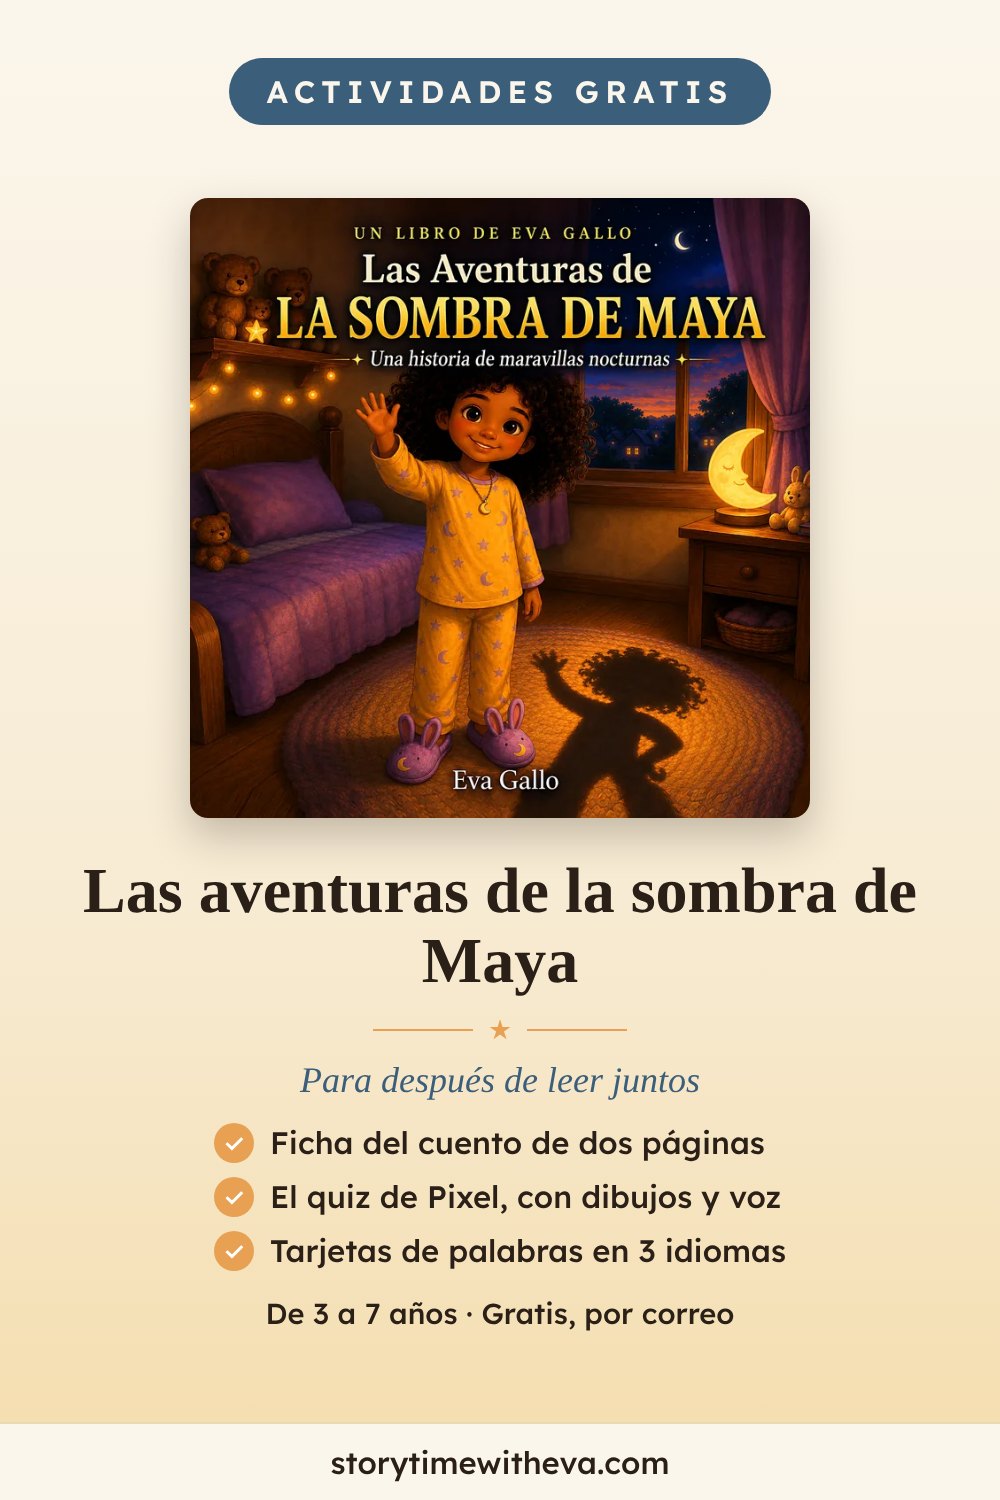 ACTIVIDADES GRATIS
UN LIBRO DE EVA GALLO
Las Aventuras de
LA SOMBRA DE MAYA
Una historia de maravillas nocturnas
Eva Gallo
Las aventuras de la sombra de
Maya
Para después de leer juntos
Ficha del cuento de dos páginas
El quiz de Pixel, con dibujos y voz
Tarjetas de palabras en 3 idiomas
De 3 a 7 años · Gratis, por correo
storytimewitheva.com